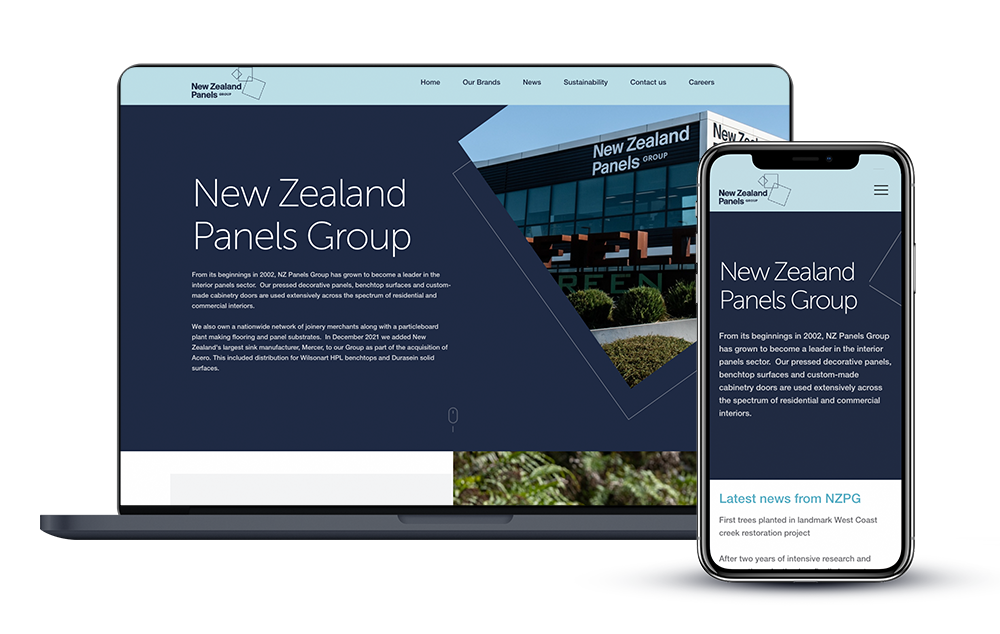 New Zealand
Panels GROUP
Home Our Brands News Sustainability Contact us Careers
New Zealand
Panels Group
From its beginnings in 2002, NZ Panels Group has grown to become a leader in the
interior panels sector. Our pressed decorative panels, benchtop surfaces and custom-
made cabinetry doors are used extensively across the spectrum of residential and
commercial interiors.
We also own a nationwide network of joinery merchants along with a particleboard
plant making flooring and panel substrates. In December 2021 we added New
Zealand's largest sink manufacturer, Mercer, to our Group as part of the acquisition of
Acero. This included distribution for Wilsonart HPL benchtops and Durasein solid
surfaces.
New Zealand
Panels GROUP
New
New Zealand
Panels GROUP
New Zealand
Panels Group
From its beginnings in 2002, NZ Panels Group
has grown to become a leader in the interior
panels sector. Our pressed decorative panels,
benchtop surfaces and custom-made
cabinetry doors are used extensively across
the spectrum of residential and commercial
interiors.
Latest news from NZPG
First trees planted in landmark West Coast
creek restoration project
After two years of intensive research and